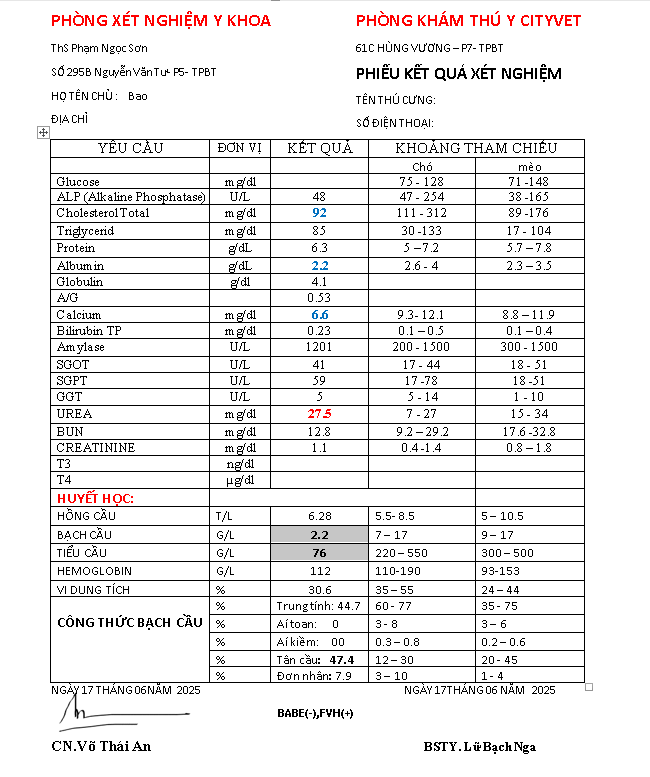 PHÒNG XÉT NGHIỆM Y KHOA PHÒNG KHÁM THÚ Y CITYVET
ThS Phạm Ngọc Sơn 61C HÙNG VƯƠNG – P7- TPBT
SỐ 295B Nguyễn Văn Tư- P5- TPBT PHIẾU KẾT QUẢ XÉT NGHIỆM
HỌ TÊN CHỦ : Bao TÊN THÚ CƯNG:
ĐỊA CHỈ SỐ ĐIỆN THOẠI:
YÊU CẦU ĐƠN VỊ KẾT QUẢ KHOẢNG THAM CHIẾU
Chó mèo
Glucose mg/dl 75 - 128 71 -148
ALP (Alkaline Phosphatase) U/L 48 47 - 254 38 -165
Cholesterol Total mg/dl 92 111 - 312 89 -176
Triglycerid mg/dl 85 30 -133 17 - 104
Protein g/dL 6.3 5 –7.2 5.7 – 7.8
Albumin g/dL 2.2 2.6 - 4 2.3 – 3.5
Globulin g/dl 4.1
A/G 0.53
Calcium mg/dl 6.6 9.3- 12.1 8.8 – 11.9
Bilirubin TP mg/dl 0.23 0.1 – 0.5 0.1 – 0.4
Amylase U/L 1201 200 - 1500 300 - 1500
SGOT U/L 41 17 - 44 18 - 51
SGPT U/L 59 17 -78 18 -51
GGT U/L 5 5 - 14 1 - 10
UREA mg/dl 27.5 7 - 27 15 - 34
BUN mg/dl 12.8 9.2 – 29.2 17.6 -32.8
CREATININE mg/dl 1.1 0.4 -1.4 0.8 – 1.8
T3 ng/dl
T4 µg/dl
HUYẾT HỌC:
HỒNG CẦU T/L 6.28 5.5- 8.5 5 – 10.5
BẠCH CẦU G/L 2.2 7 – 17 9 – 17
TIỂU CẦU G/L 76 220 – 550 300 – 500
HEMOGLOBIN G/L 112 110-190 93-153
VI DUNG TÍCH % 30.6 35 – 55 24 – 44
CÔNG THỨC BẠCH CẦU % Trung tính: 44.7 60 - 77 35 - 75
% Ái toan: 0 3 - 8 3 – 6
% Ái kiềm: 00 0.3 – 0.8 0.2 – 0.6
% Tân cầu: 47.4 12 – 30 20 - 45
% Đơn nhân: 7.9 3 – 10 1 - 4
NGÀY 17 THÁNG 06 NĂM 2025 NGÀY 17 THÁNG 06 NĂM 2025
BABE(-),FVH(+)
CN.Võ Thái An BSTY. Lữ Bạch Nga